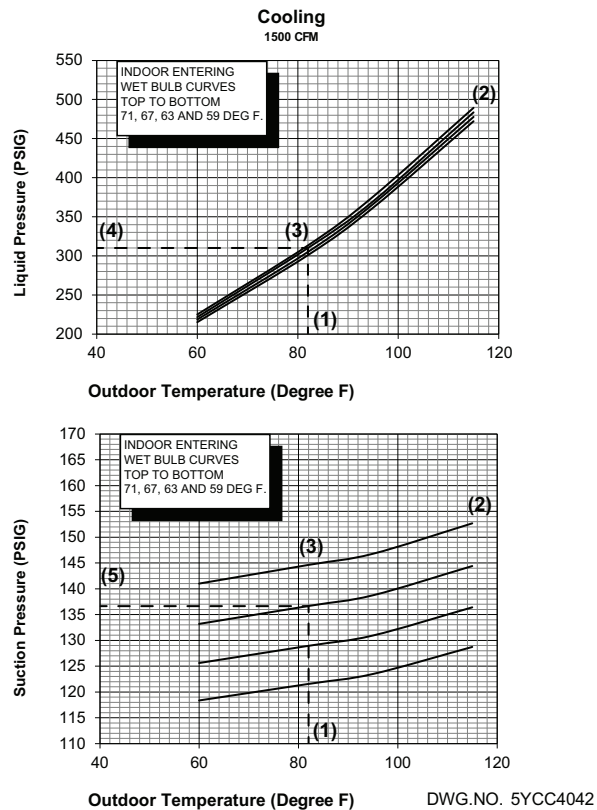 Cooling
1500 CFM
550
500
450
400
350
300
250
200
Liquid Pressure (PSIG)
INDOOR ENTERING
WET BULB CURVES
TOP TO BOTTOM
71, 67, 63 AND 59 DEG F.
(2)
(4)
(3)
(1)
40 60 80 100 120
Outdoor Temperature (Degree F)
170
165
160
155
150
145
140
135
130
125
120
115
110
Suction Pressure (PSIG)
INDOOR ENTERING
WET BULB CURVES
TOP TO BOTTOM
71, 67, 63 AND 59 DEG F.
(2)
(3)
(5)
(1)
40 60 80 100 120
Outdoor Temperature (Degree F)
DWG.NO. 5YCC4042